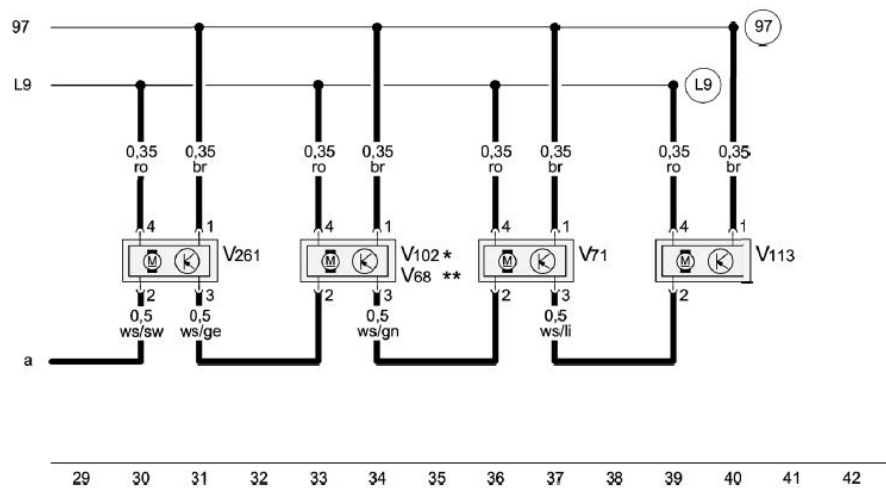 97 97
L9 L9
0,35 0,35 0,35 0,35 0,35 0,35 0,35 0,35
ro br ro br ro br ro br
4 1 4 1 4 1 4 1
V261 V102 * V71 V113
V68 **
M M M M
2 3 2 3 2 3 2
0,5 0,5 0,5 0,5
ws/sw ws/ge ws/gn ws/li
a
29 30 31 32 33 34 35 36 37 38 39 40 41 42